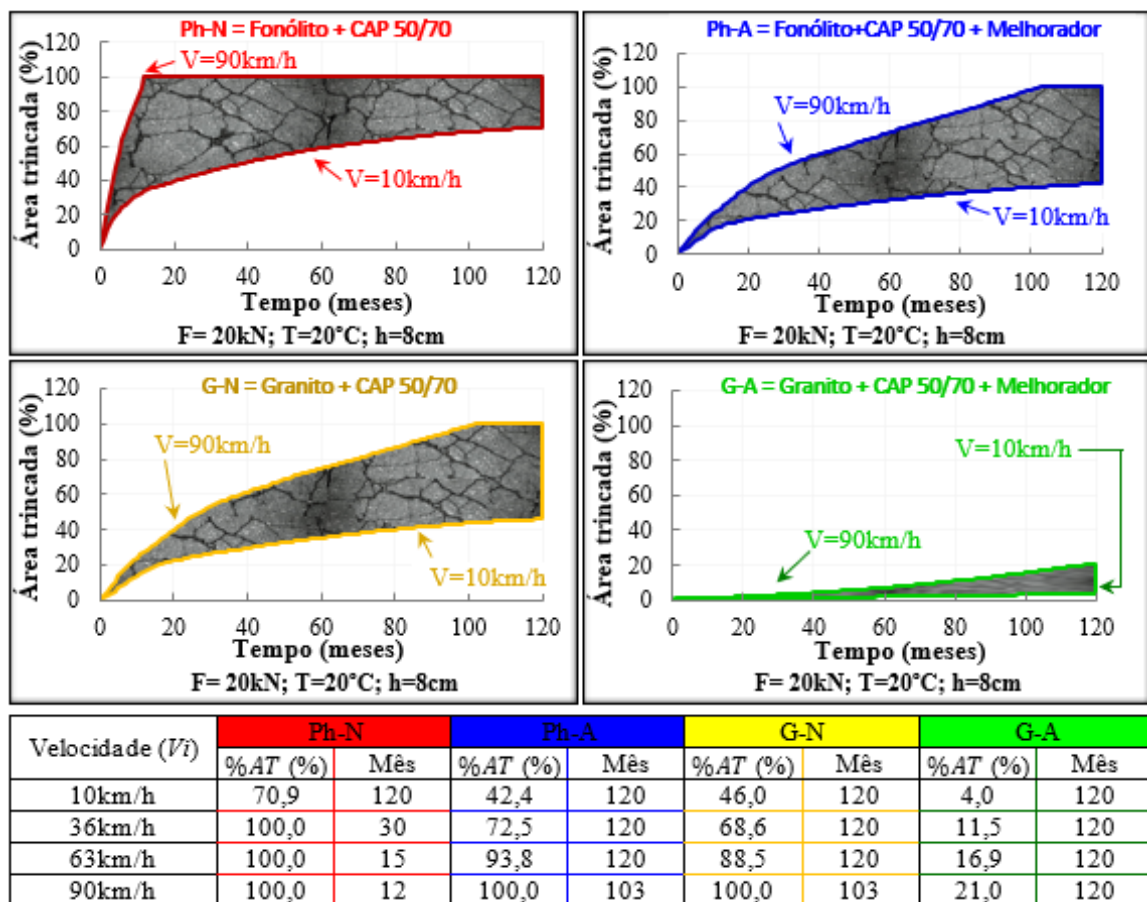 Ph-N = Fonólito + CAP 50/70
V=90km/h
V=10km/h
Área trincada (%)
120
100
80
60
40
20
0
0 20 40 60 80 100 120
Tempo (meses)
F= 20kN; T=20°C; h=8cm
Ph-A = Fonólito+CAP 50/70 + Melhorador
V=90km/h
V=10km/h
Área trincada (%)
120
100
80
60
40
20
0
0 20 40 60 80 100 120
Tempo (meses)
F= 20kN; T=20°C; h=8cm
G-N = Granito + CAP 50/70
V=90km/h
V=10km/h
Área trincada (%)
120
100
80
60
40
20
0
0 20 40 60 80 100 120
Tempo (meses)
F= 20kN; T=20°C; h=8cm
G-A = Granito + CAP 50/70 + Melhorador
V=10km/h
V=90km/h
Área trincada (%)
120
100
80
60
40
20
0
0 20 40 60 80 100 120
Tempo (meses)
F= 20kN; T=20°C; h=8cm
Velocidade (Vi) Ph-N Ph-A G-N G-A
%AT (%) Mês %AT (%) Mês %AT (%) Mês %AT (%) Mês
10km/h 70,9 120 42,4 120 46,0 120 4,0 120
36km/h 100,0 30 72,5 120 68,6 120 11,5 120
63km/h 100,0 15 93,8 120 88,5 120 16,9 120
90km/h 100,0 12 100,0 103 100,0 103 21,0 120